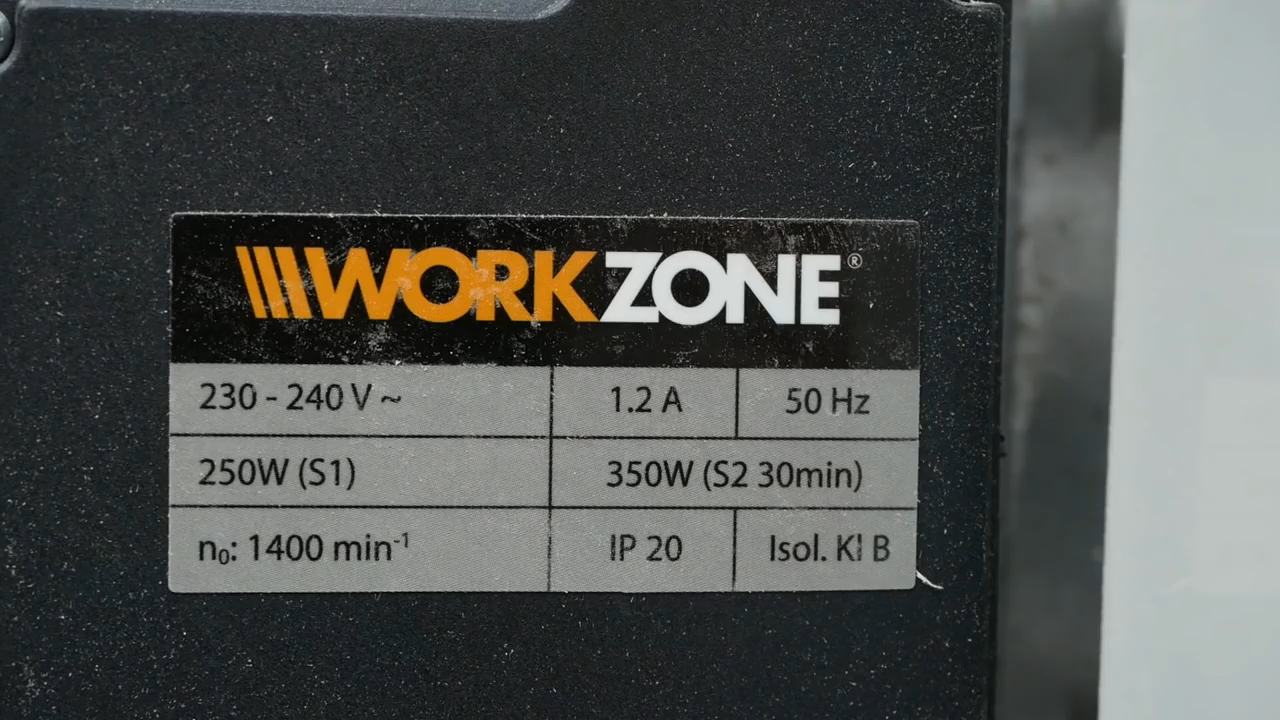 WORKZONE®
230 - 240 V ~ 1.2 A 50 Hz
250W (S1) 350W (S2 30min)
n₀: 1400 min⁻¹ IP 20 Isol. Kl B